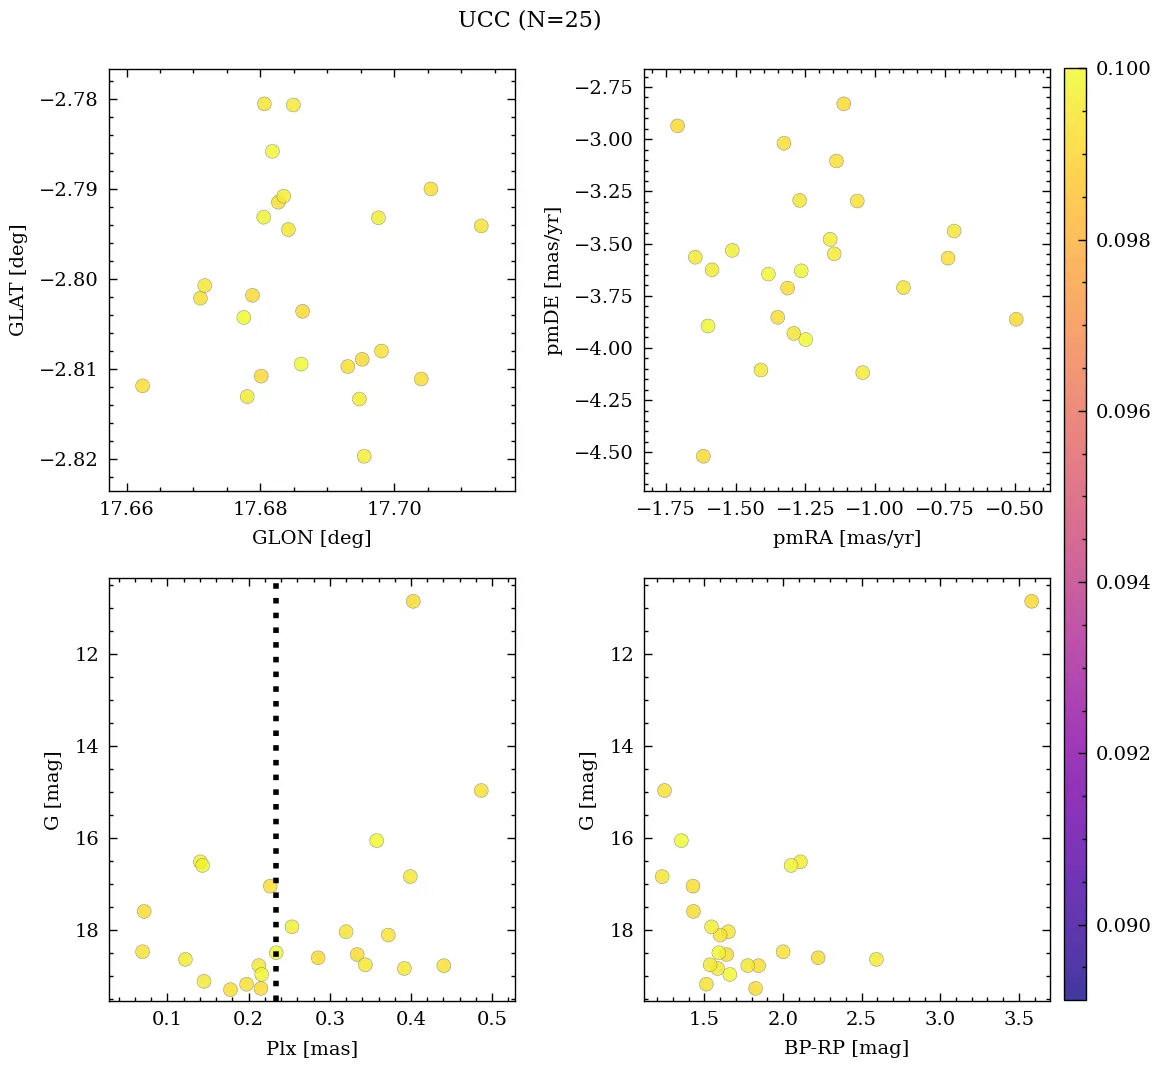 UCC (N=25)
−2.78
−2.79
−2.80
−2.81
−2.82
GLAT [deg]
17.66 17.68 17.70
GLON [deg]
−2.75
−3.00
−3.25
−3.50
−3.75
−4.00
−4.25
−4.50
pmDE [mas/yr]
−1.75 −1.50 −1.25 −1.00 −0.75 −0.50
pmRA [mas/yr]
0.100
0.098
0.096
0.094
0.092
0.090
12
14
16
18
G [mag]
0.1 0.2 0.3 0.4 0.5
Plx [mas]
12
14
16
18
G [mag]
1.5 2.0 2.5 3.0 3.5
BP-RP [mag]